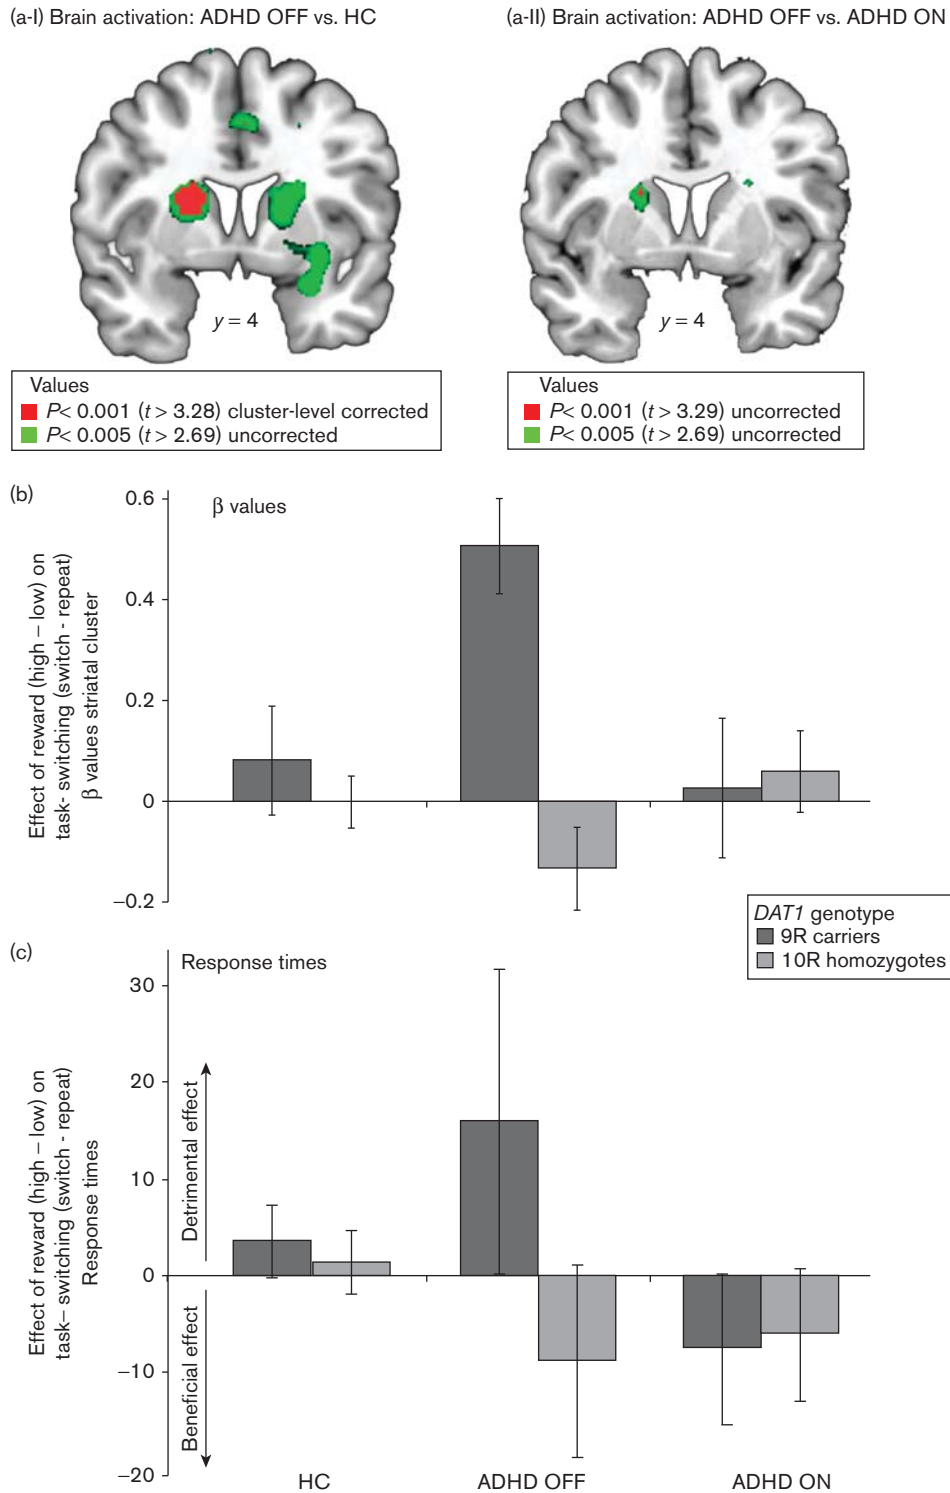 (a-I) Brain activation: ADHD OFF vs. HC
(a-II) Brain activation: ADHD OFF vs. ADHD ON
y = 4
y = 4
Values
P< 0.001 (t > 3.28) cluster-level corrected
P< 0.005 (t > 2.69) uncorrected
Values
P< 0.001 (t > 3.29) uncorrected
P< 0.005 (t > 2.69) uncorrected
(b)
β values
Effect of reward (high – low) on
task- switching (switch - repeat)
β values striatal cluster
0.6
0.4
0.2
0
–0.2
DAT1 genotype
9R carriers
10R homozygotes
(c)
Response times
Effect of reward (high – low) on
task– switching (switch - repeat)
Response times
30
20
10
0
–10
–20
Detrimental effect
Beneficial effect
HC
ADHD OFF
ADHD ON